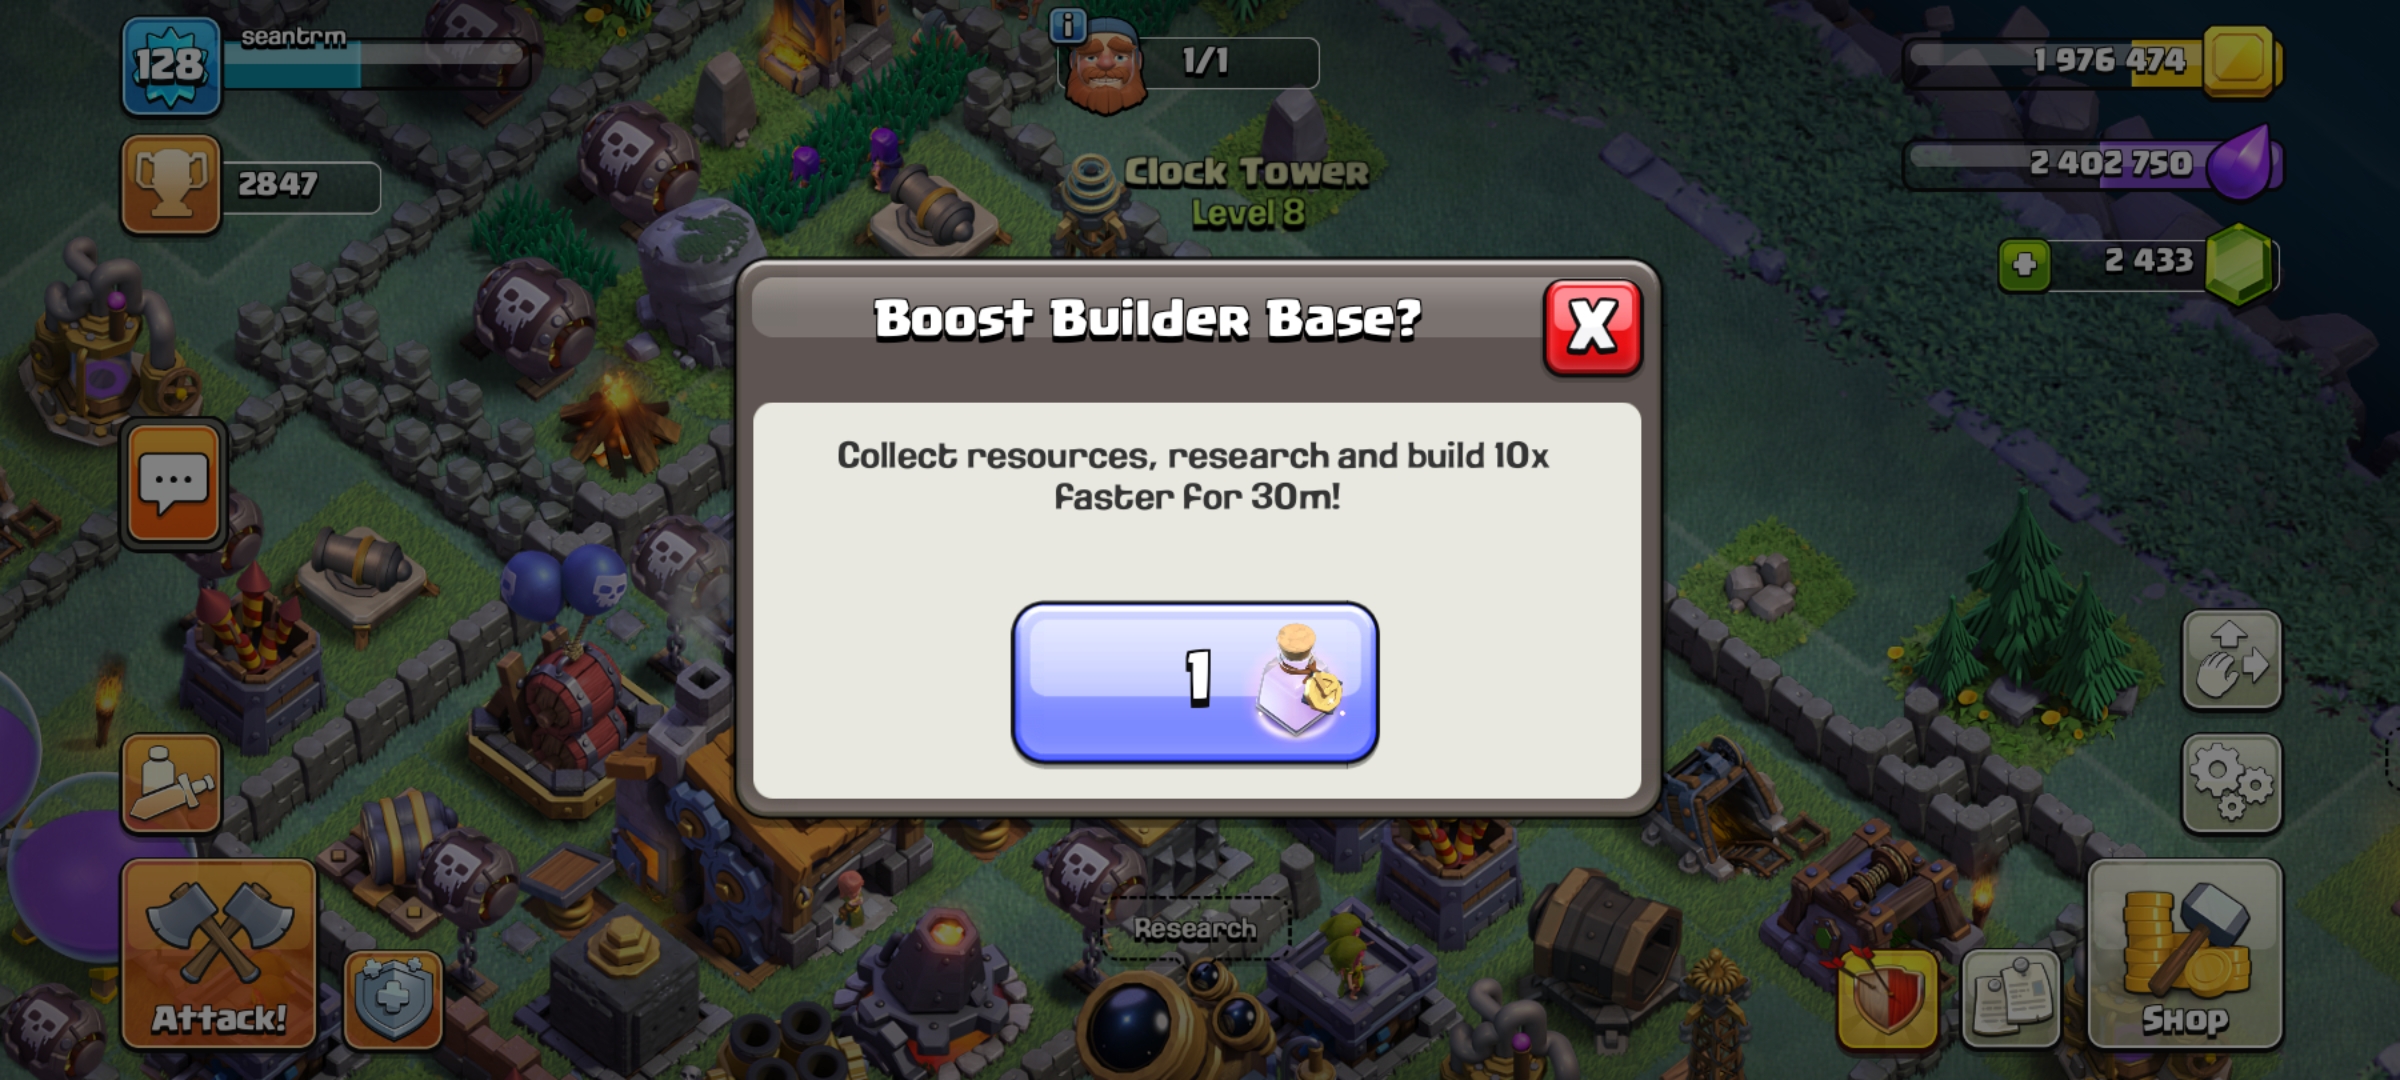 128
seantrm
i
1/1
1 976 474
2847
2 402 750
2 433
Clock Tower
Level 8
Boost Builder Base?
X
Collect resources, research and build 10x
faster for 30m!
1
Research
Attack!
Shop